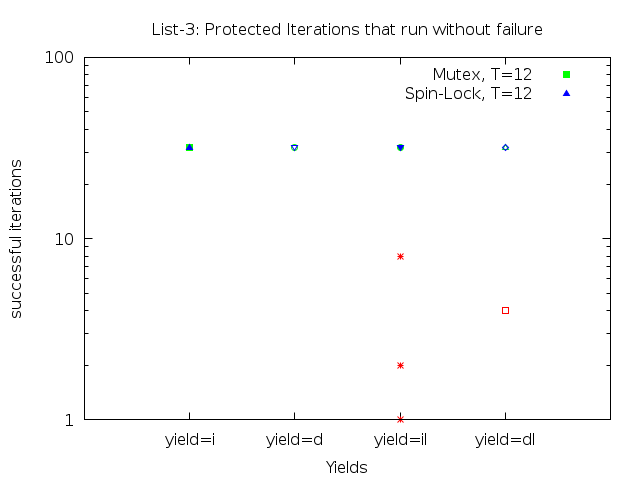 List-3: Protected Iterations that run without failure
Mutex, T=12
Spin-Lock, T=12
successful iterations
100
10
1
yield=i yield=d yield=il yield=dl
Yields